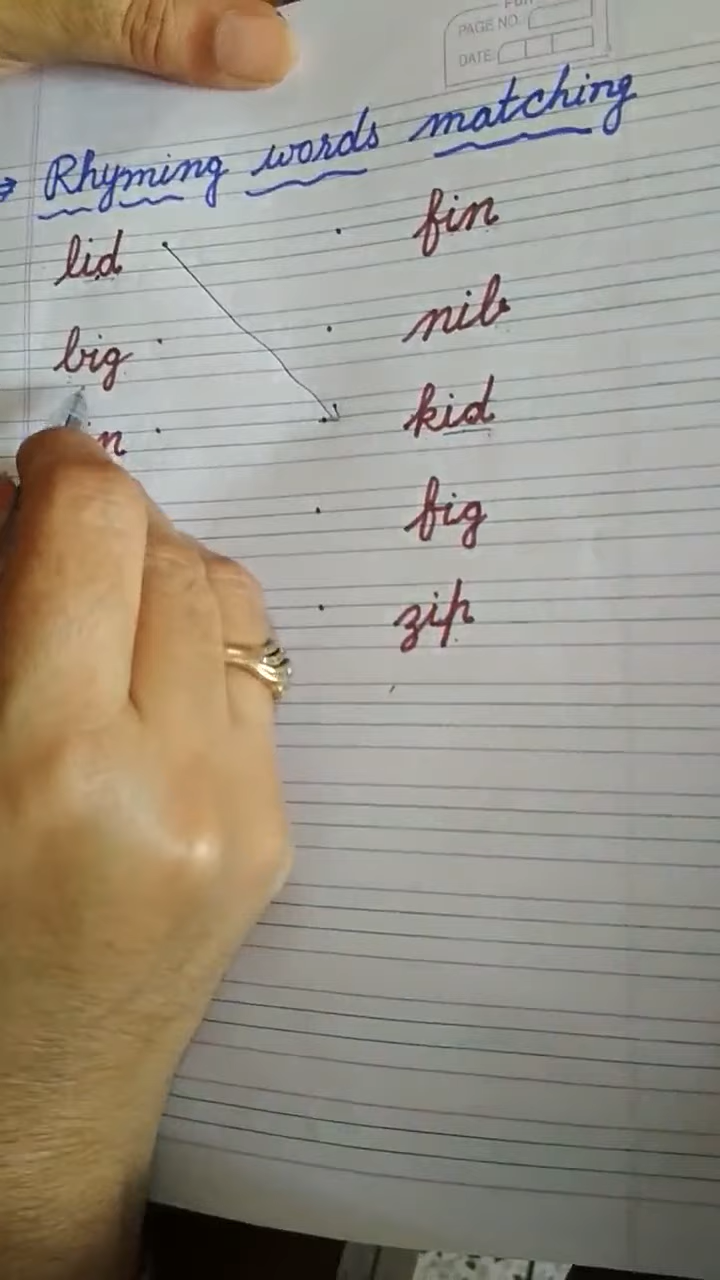 PAGE NO.
DATE
Rhyming words matching
lid fin
big nib
kid
fig
zip